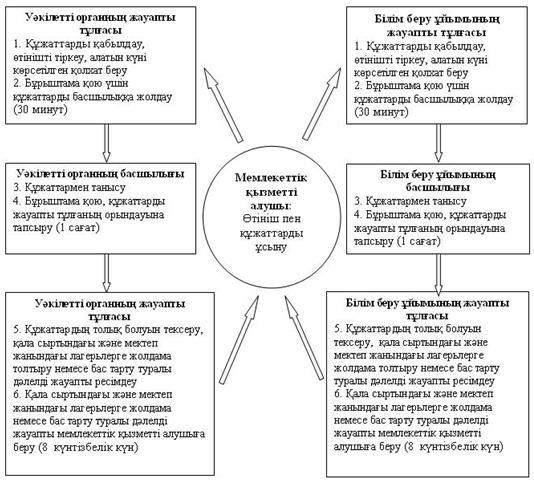 Уәкілетті органның жауапты
тұлғасы
1. Құжаттарды қабылдау,
өтінішті тіркеу, алатын күні
көрсетілген қолхат беру
2. Бұрыштама қою үшін
құжаттарды басшылыққа жолдау
(30 минут)
Уәкілетті органның басшылығы
3. Құжаттармен танысу
4. Бұрыштама қою, құжаттарды
жауапты тұлғаның орындауына
тапсыру (1 сағат)
Уәкілетті органның жауапты
тұлғасы
5. Құжаттардың толық болуын тексеру,
қала сыртындағы және мектеп
жанындағы лагерьлерге жолдама
толтыру немесе бас тарту туралы
дәлелді жауапты ресімдеу
6. Қала сыртындағы және мектеп
жанындағы лагерьлерге жолдама
немесе бас тарту туралы дәлелді
жауапты мемлекеттік қызметті алушыға
беру (8 күнтізбелік күн)
Мемлекеттік
қызметті
алушы:
Өтініш пен
құжаттарды
ұсыну
Білім беру ұйымының
жауапты тұлғасы
1. Құжаттарды қабылдау,
өтінішті тіркеу, алатын күні
көрсетілген қолхат беру
2. Бұрыштама қою үшін
құжаттарды басшылыққа жолдау
(30 минут)
Білім беру ұйымының
басшылығы
3. Құжаттармен танысу
4. Бұрыштама қою, құжаттарды
жауапты тұлғаның орындауына
тапсыру (1 сағат)
Білім беру ұйымының жауапты
тұлғасы
5. Құжаттардың толық болуын
тексеру, қала сыртындағы және
мектеп жанындағы лагерьлерге
жолдама толтыру немесе бас тарту
туралы дәлелді жауапты ресімдеу
6. Қала сыртындағы және мектеп
жанындағы лагерьлерге жолдама
немесе бас тарту туралы дәлелді
жауапты мемлекеттік қызметті
алушыға беру (8 күнтізбелік күн)